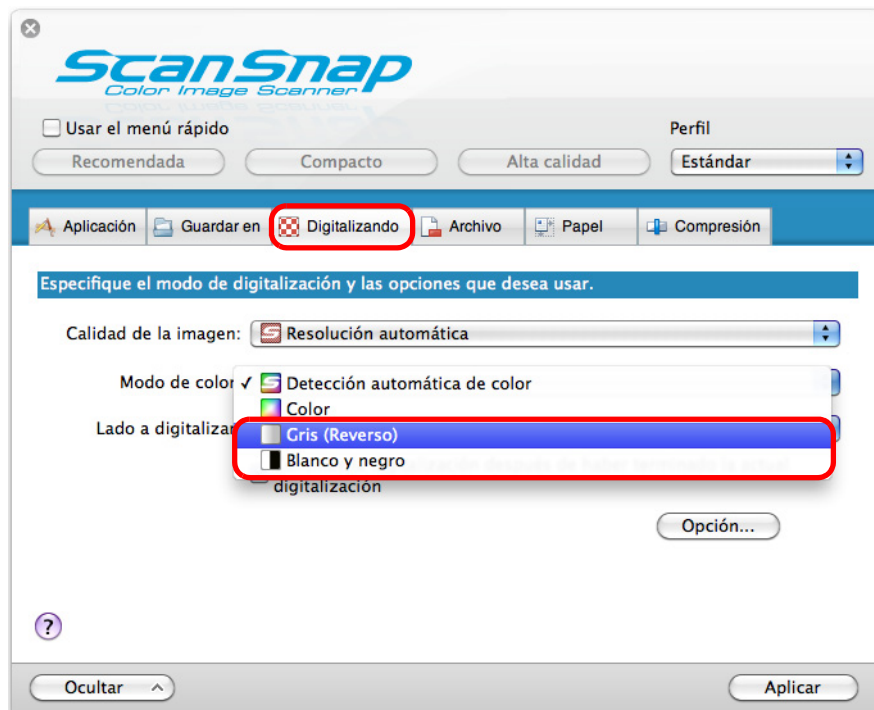 ScanSnap
Color Image Scanner
Usar el menú rápido
Perfil
Recomendada Compacto Alta calidad Estándar
Aplicación Guardar en Digitalizando Archivo Papel Compresión
Especifique el modo de digitalización y las opciones que desea usar.
Calidad de la imagen: Resolución automática
Modo de color ✓ Detección automática de color
Color
Lado a digitalizar
Gris (Reverso)
Blanco y negro
digitalización
Opción...
?
Ocultar Aplicar